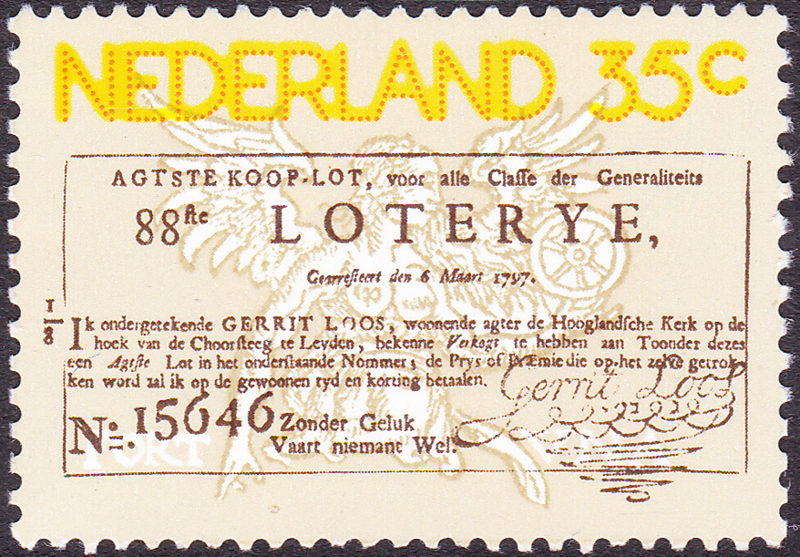 NEDERLAND 35c
AGTSTE KOOP-LOT, voor alle Claſſe der Generaliteits
88ſte LOTERYE,
Gearreſteert den 6 Maart 1797.
1/8 Ik ondergetekende GERRIT LOOS, woonende agter de Hooglandſche Kerk op de
hoek van de Choorſteeg te Leyden, bekenne Verkogt te hebben aan Toonder dezes
een Agtſte Lot in het onderſtaande Nommer; de Prys of Præmie die op het zelve getrok-
ken word zal ik op de gewoonen tyd en korting betaalen.
Gerrit Loos
No. 15646 Zonder Geluk
Vaart niemant Wel.
FORT